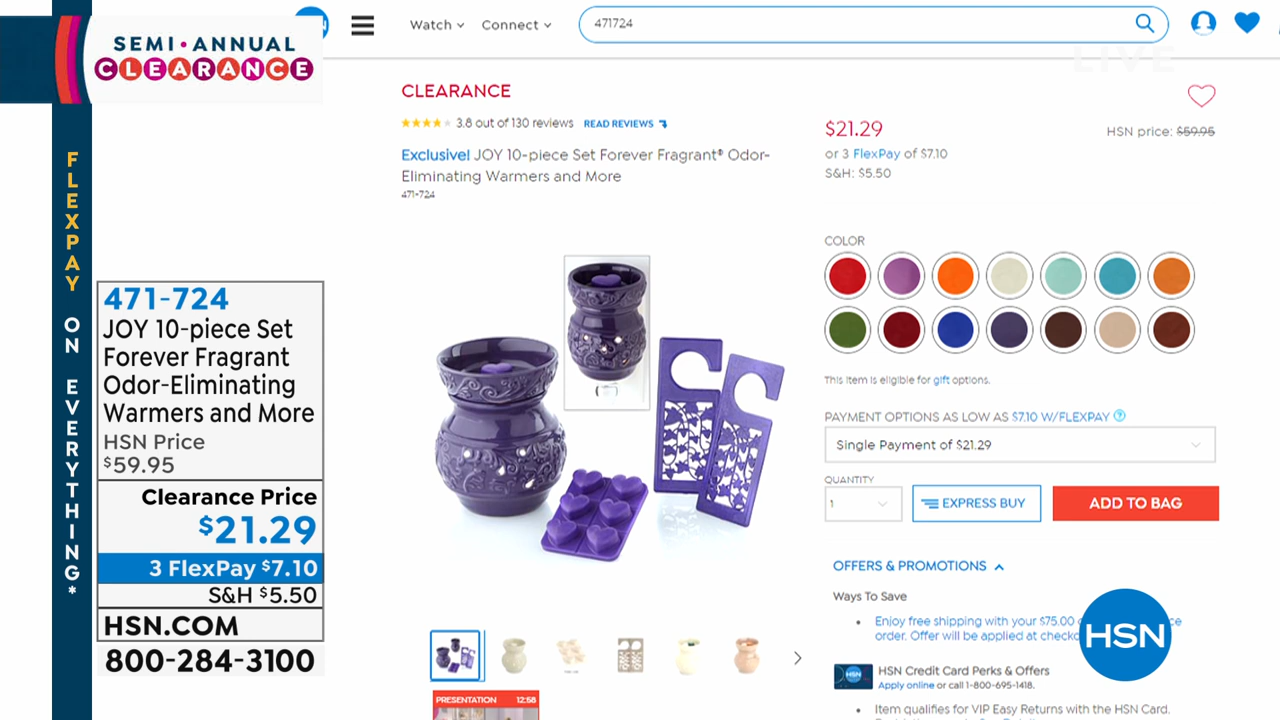 SEMI•ANNUAL
CLEARANCE
FLEXPAY ON EVERYTHING*
471-724
JOY 10-piece Set
Forever Fragrant
Odor-Eliminating
Warmers and More
HSN Price
$59.95
Clearance Price
$21.29
3 FlexPay $7.10
S&H $5.50
HSN.COM
800-284-3100
Watch
Connect
471724
LIVE
CLEARANCE
3.8 out of 130 reviews READ REVIEWS
Exclusive! JOY 10-piece Set Forever Fragrant® Odor-
Eliminating Warmers and More
471-724
$21.29
HSN price: $59.95
or 3 FlexPay of $7.10
S&H: $5.50
COLOR
This item is eligible for gift options.
PAYMENT OPTIONS AS LOW AS $7.10 W/FLEXPAY ?
Single Payment of $21.29
QUANTITY
1
EXPRESS BUY
ADD TO BAG
OFFERS & PROMOTIONS
Ways To Save
• Enjoy free shipping with your $75.00
order. Offer will be applied at
HSN
HSN Credit Card Perks & Offers
Apply online or call 1-800-695-1418.
• Item qualifies for VIP Easy Returns with the HSN Card.
PRESENTATION 12:58